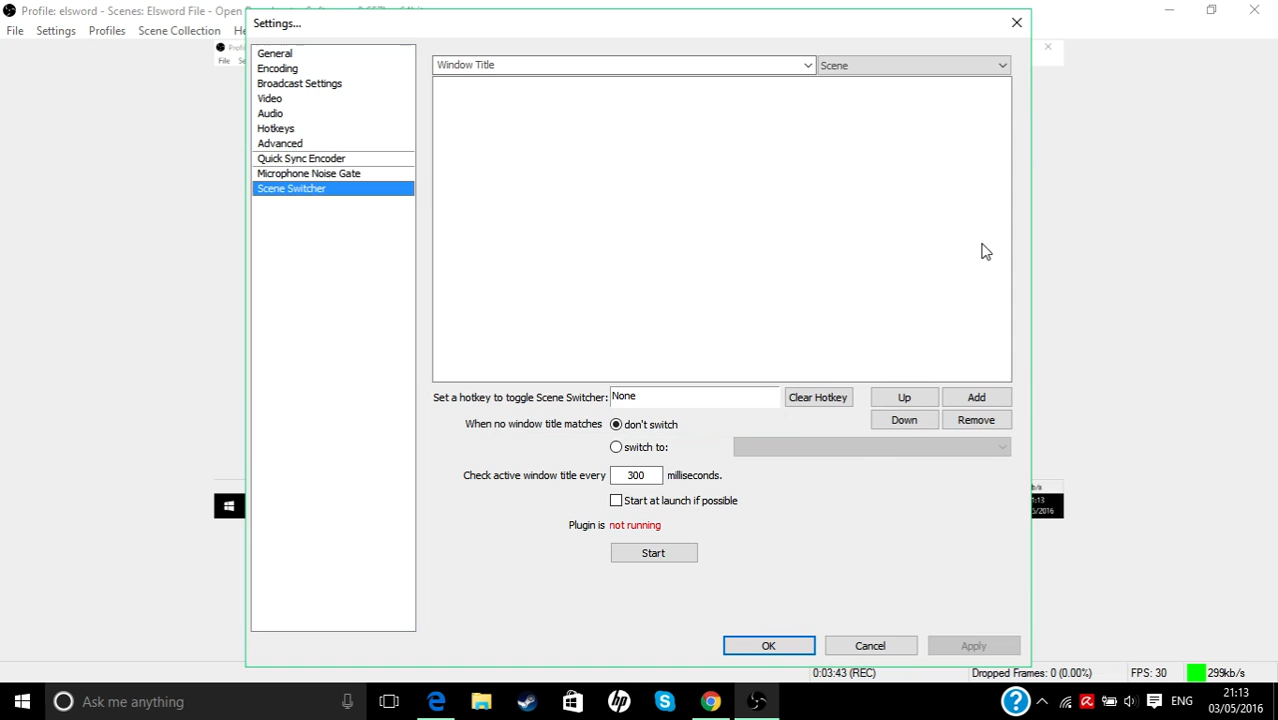 Profile: elsword - Scenes: Elsword File - Open
Settings...
File Settings Profiles Scene Collection He
General
Encoding
Broadcast Settings
Video
Audio
Hotkeys
Advanced
Quick Sync Encoder
Microphone Noise Gate
Scene Switcher
Window Title Scene
Set a hotkey to toggle Scene Switcher: None Clear Hotkey Up Add
When no window title matches don't switch Down Remove
switch to:
Check active window title every 300 milliseconds.
Start at launch if possible
Plugin is not running
Start
OK Cancel Apply
0:03:43 (REC) Dropped Frames: 0 (0.00%) FPS: 30 299kb/s
Ask me anything ENG 21:13
03/05/2016